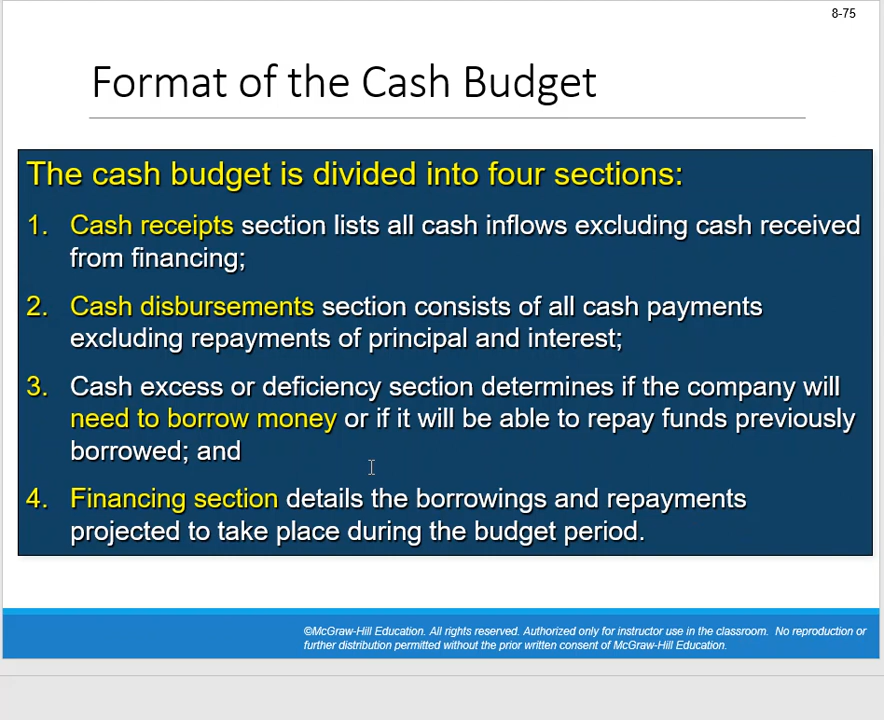 8-75
Format of the Cash Budget
The cash budget is divided into four sections:
1. Cash receipts section lists all cash inflows excluding cash received
from financing;
2. Cash disbursements section consists of all cash payments
excluding repayments of principal and interest;
3. Cash excess or deficiency section determines if the company will
need to borrow money or if it will be able to repay funds previously
borrowed; and
4. Financing section details the borrowings and repayments
projected to take place during the budget period.
©McGraw-Hill Education. All rights reserved. Authorized only for instructor use in the classroom. No reproduction or
further distribution permitted without the prior written consent of McGraw-Hill Education.